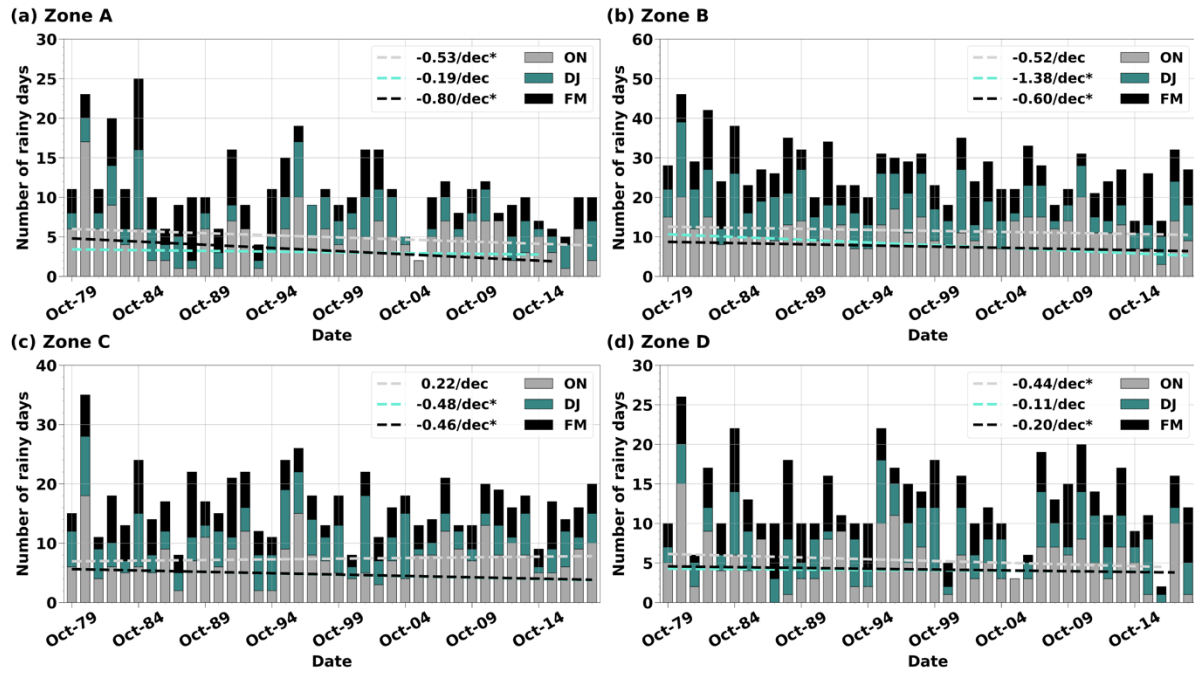 (a) Zone A
Number of rainy days
30
25
20
15
10
5
0
-0.53/dec* ON
-0.19/dec DJ
-0.80/dec* FM
Oct-79 Oct-84 Oct-89 Oct-94 Oct-99 Oct-04 Oct-09 Oct-14
Date
(b) Zone B
Number of rainy days
60
50
40
30
20
10
0
-0.52/dec ON
-1.38/dec* DJ
-0.60/dec* FM
Oct-79 Oct-84 Oct-89 Oct-94 Oct-99 Oct-04 Oct-09 Oct-14
Date
(c) Zone C
Number of rainy days
40
30
20
10
0
0.22/dec ON
-0.48/dec* DJ
-0.46/dec* FM
Oct-79 Oct-84 Oct-89 Oct-94 Oct-99 Oct-04 Oct-09 Oct-14
Date
(d) Zone D
Number of rainy days
30
25
20
15
10
5
0
-0.44/dec* ON
-0.11/dec DJ
-0.20/dec* FM
Oct-79 Oct-84 Oct-89 Oct-94 Oct-99 Oct-04 Oct-09 Oct-14
Date